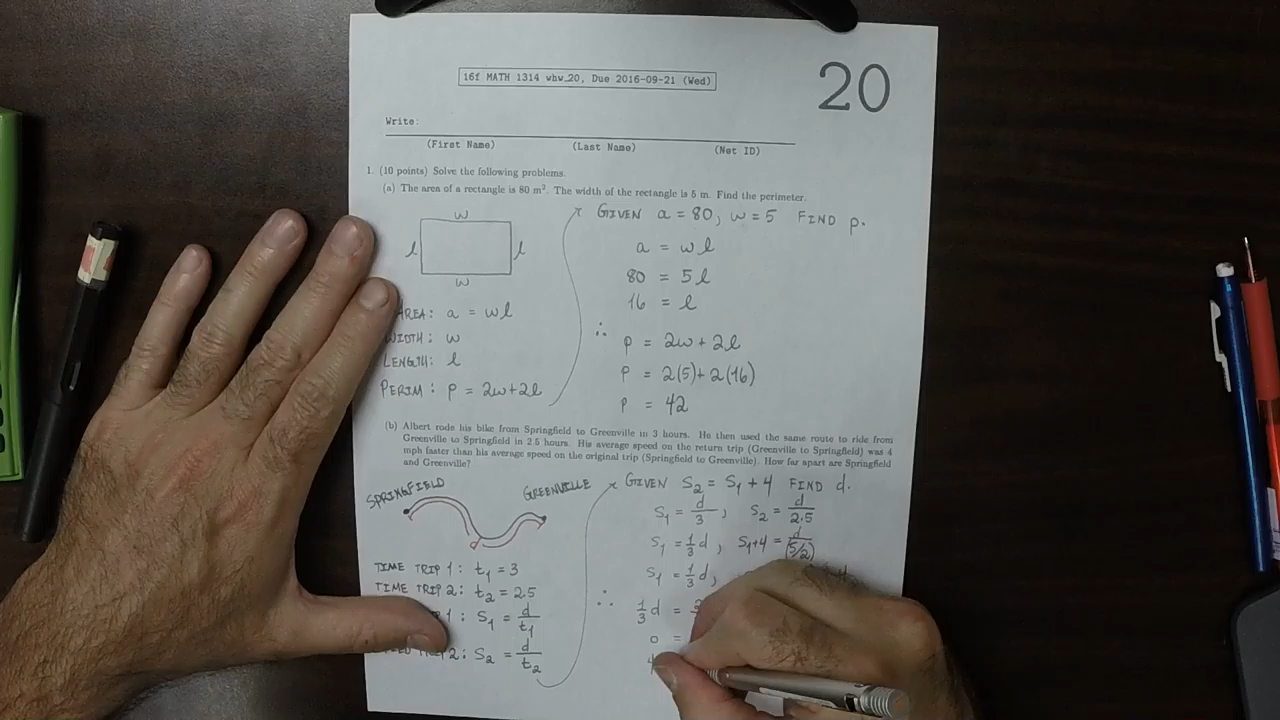 16f MATH 1314 wbw_20, Due 2016-09-21 (Wed)
20
Write:
(First Name) (Last Name) (Net ID)
1. (10 points) Solve the following problems.
(a) The area of a rectangle is 80 m². The width of the rectangle is 5 m. Find the perimeter.
w
l
l
w
AREA: a = wl
WIDTH: w
LENGTH: l
PERIM: p = 2w+2l
GIVEN a = 80, w = 5 FIND p.
a = wl
80 = 5l
16 = l
∴ p = 2w + 2l
p = 2(5)+2(16)
p = 42
(b) Albert rode his bike from Springfield to Greenville in 3 hours. He then used the same route to ride from
Greenville to Springfield in 2.5 hours. His average speed on the return trip (Greenville to Springfield) was 4
mph faster than his average speed on the original trip (Springfield to Greenville). How far apart are Springfield
and Greenville?
SPRINGFIELD
GREENVILLE
TIME TRIP 1: t₁ = 3
TIME TRIP 2: t₂ = 2.5
1: S₁ = d/t₁
2: S₂ = d/t₂
GIVEN S₂ = S₁ + 4 FIND d.
S₁ = d/3, S₂ = d/2.5
S₁ = 1/3 d, S₁+4 = d/(5/2)
S₁ = 1/3 d,
∴ 1/3 d =
0 =